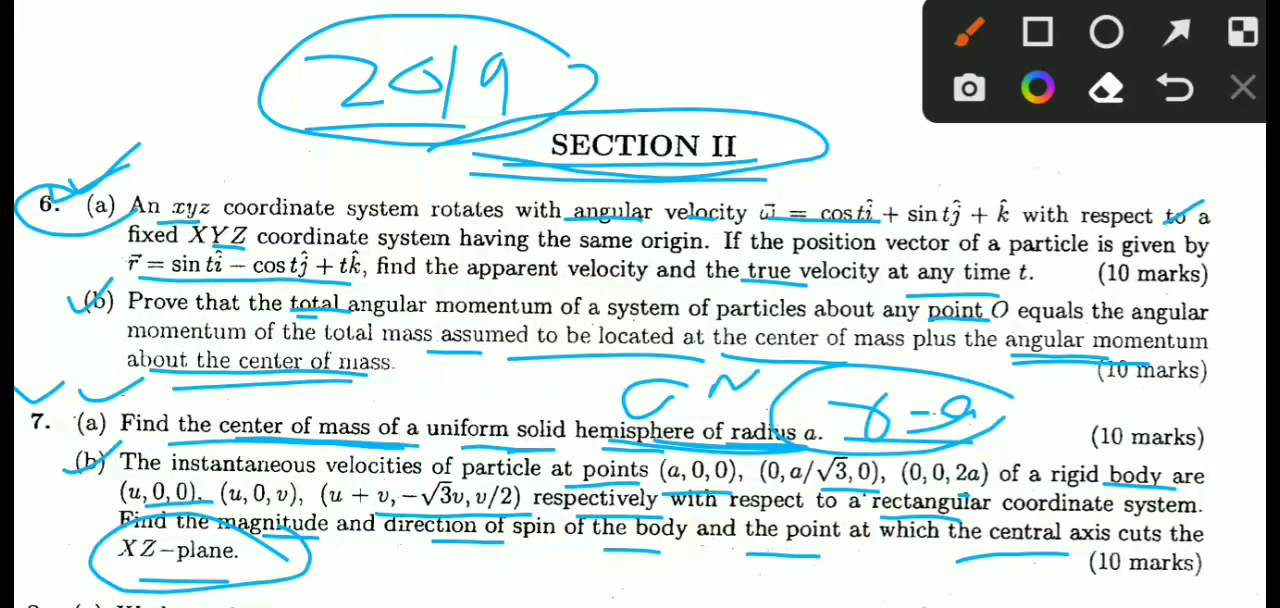 2019
SECTION II
6. (a) An xyz coordinate system rotates with angular velocity ω⃗ = cos tî + sin tĵ + k̂ with respect to a
fixed XYZ coordinate system having the same origin. If the position vector of a particle is given by
r⃗ = sin tî − cos tĵ + tk̂, find the apparent velocity and the true velocity at any time t. (10 marks)
(b) Prove that the total angular momentum of a system of particles about any point O equals the angular
momentum of the total mass assumed to be located at the center of mass plus the angular momentum
about the center of mass. (10 marks)
7. (a) Find the center of mass of a uniform solid hemisphere of radius a. (10 marks)
(b) The instantaneous velocities of particle at points (a, 0, 0), (0, a/√3, 0), (0, 0, 2a) of a rigid body are
(u, 0, 0), (u, 0, v), (u + v, −√3v, v/2) respectively with respect to a rectangular coordinate system.
Find the magnitude and direction of spin of the body and the point at which the central axis cuts the
XZ−plane. (10 marks)